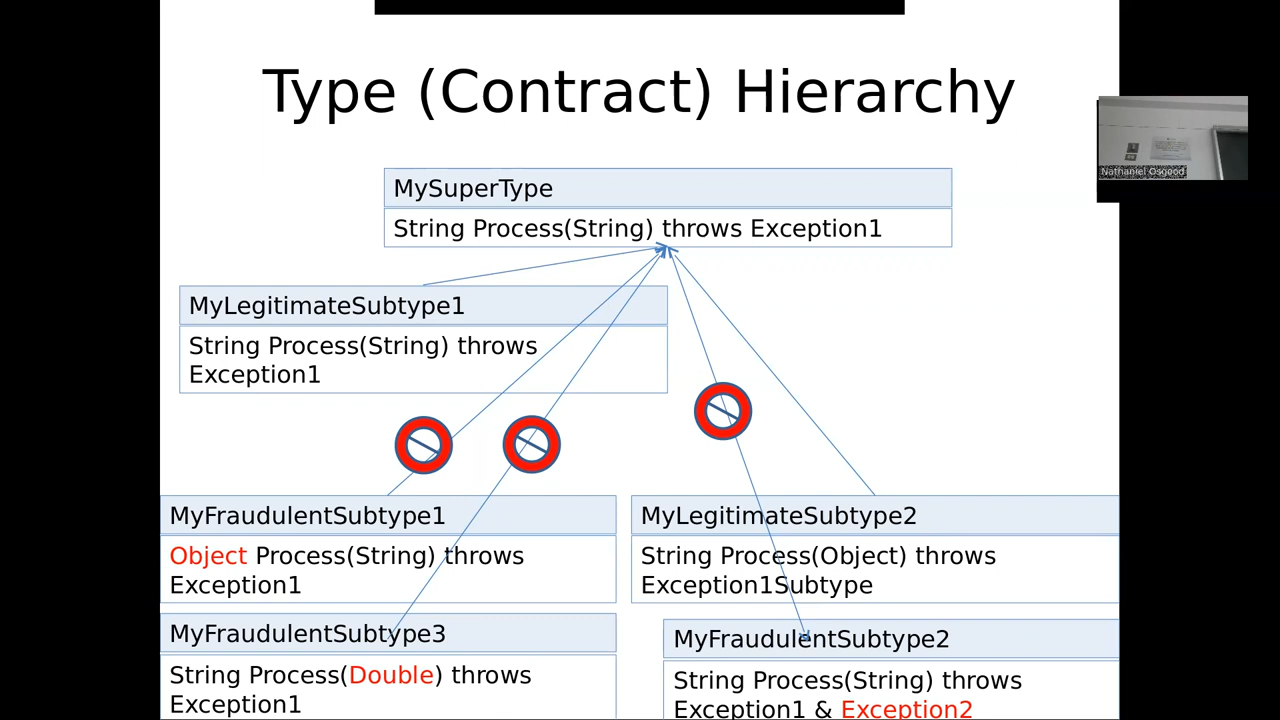 Type (Contract) Hierarchy
Nathaniel Osgood
MySuperType
String Process(String) throws Exception1
MyLegitimateSubtype1
String Process(String) throws
Exception1
MyFraudulentSubtype1
Object Process(String) throws
Exception1
MyLegitimateSubtype2
String Process(Object) throws
Exception1Subtype
MyFraudulentSubtype3
String Process(Double) throws
Exception1
MyFraudulentSubtype2
String Process(String) throws
Exception1 & Exception2